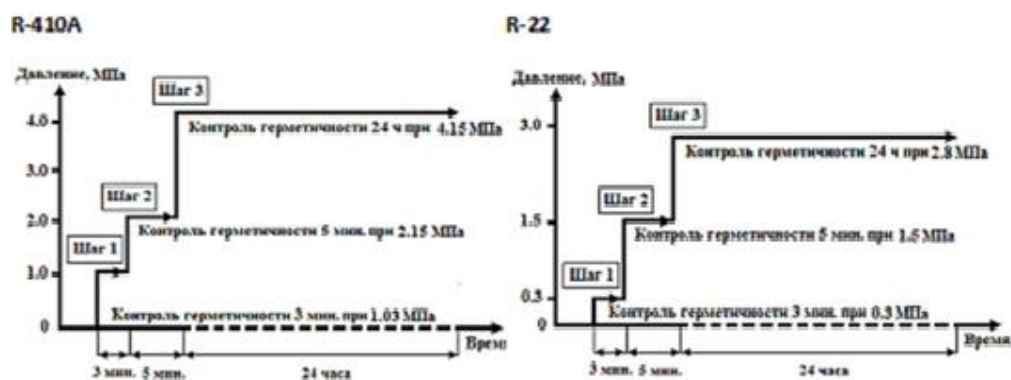 R-410A
Давление, МПа
Шаг 3
4.0
Контроль герметичности 24 ч при 4.15 МПа
3.0
Шаг 2
2.0
Контроль герметичности 5 мин. при 2.15 МПа
Шаг 1
1.0
Контроль герметичности 3 мин. при 1.03 МПа
0
Время
3 мин. 5 мин. 24 часа
R-22
Давление, МПа
Шаг 3
3.0
Контроль герметичности 24 ч при 2.8 МПа
Шаг 2
1.5
Контроль герметичности 5 мин. при 1.5 МПа
Шаг 1
0.3
Контроль герметичности 3 мин. при 0.3 МПа
0
Время
3 мин. 5 мин. 24 часа